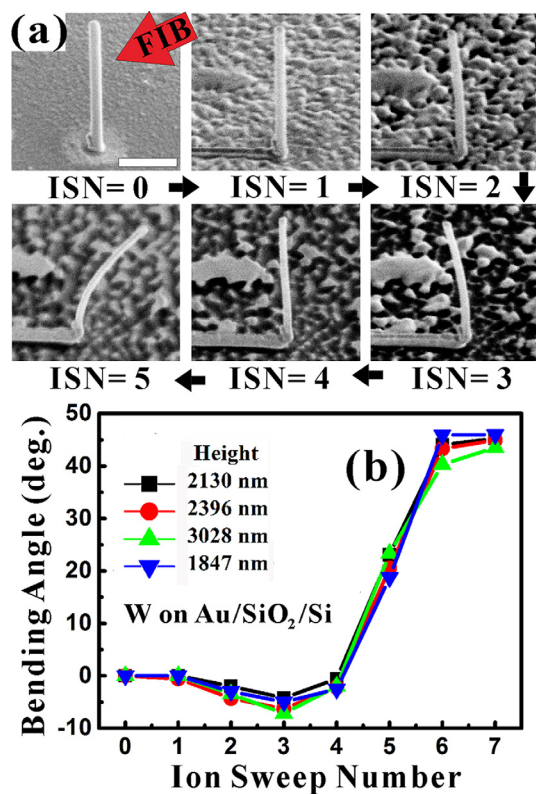 (a)
FIB
ISN= 0
ISN= 1
ISN= 2
ISN= 5
ISN= 4
ISN= 3
(b)
Bending Angle (deg.)
50
40
30
20
10
0
-10
Height
2130 nm
2396 nm
3028 nm
1847 nm
W on Au/SiO₂/Si
0 1 2 3 4 5 6 7
Ion Sweep Number